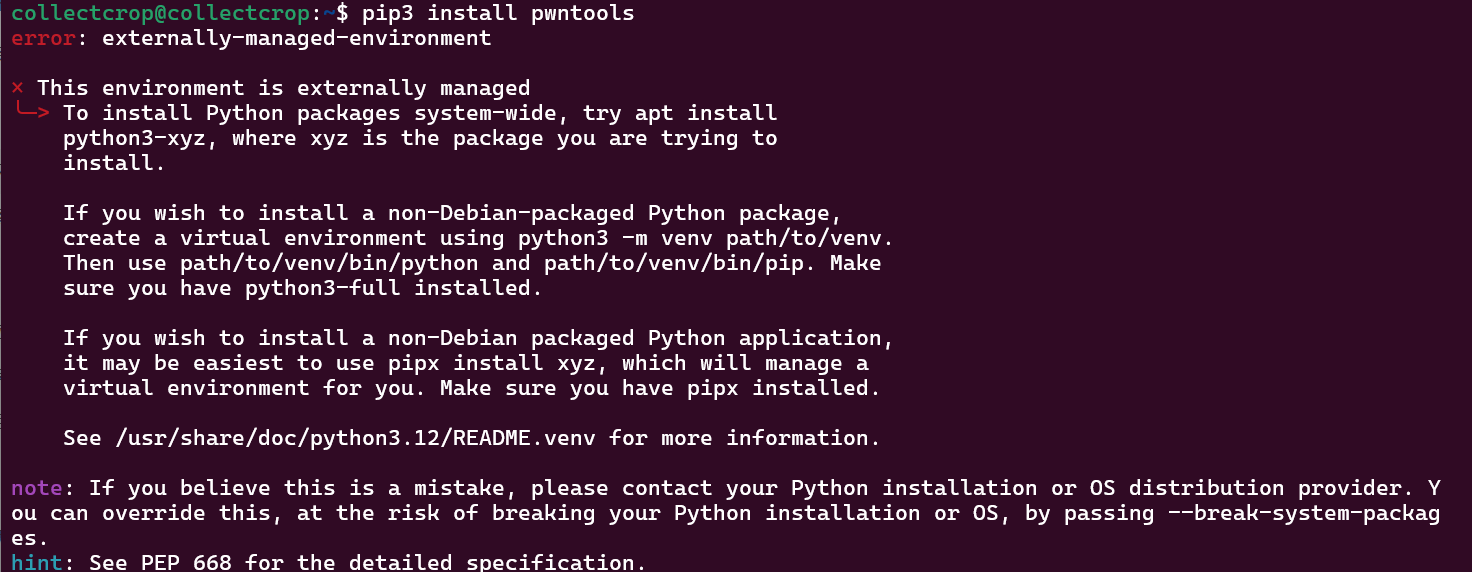 collectcrop@collectcrop:~$ pip3 install pwntools
error: externally-managed-environment
× This environment is externally managed
╰─> To install Python packages system-wide, try apt install
python3-xyz, where xyz is the package you are trying to
install.
If you wish to install a non-Debian-packaged Python package,
create a virtual environment using python3 -m venv path/to/venv.
Then use path/to/venv/bin/python and path/to/venv/bin/pip. Make
sure you have python3-full installed.
If you wish to install a non-Debian packaged Python application,
it may be easiest to use pipx install xyz, which will manage a
virtual environment for you. Make sure you have pipx installed.
See /usr/share/doc/python3.12/README.venv for more information.
note: If you believe this is a mistake, please contact your Python installation or OS distribution provider. Y
ou can override this, at the risk of breaking your Python installation or OS, by passing --break-system-packag
es.
hint: See PEP 668 for the detailed specification.